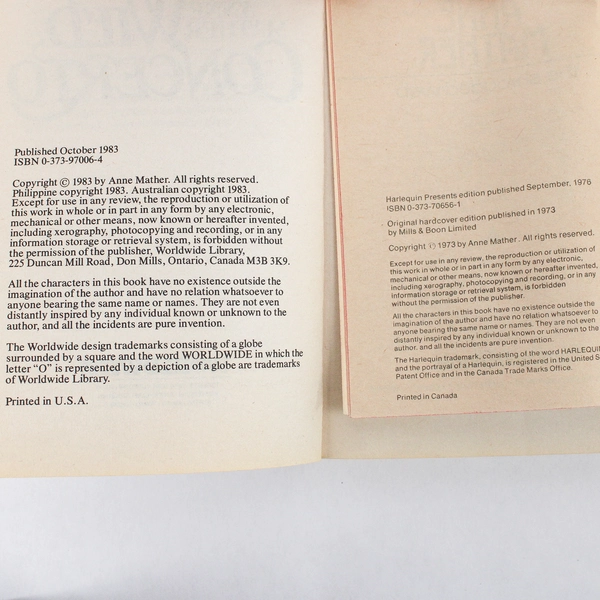 Published October 1983
ISBN 0-373-97006-4
Copyright © 1983 by Anne Mather. All rights reserved.
Philippine copyright 1983. Australian copyright 1983.
Except for use in any review, the reproduction or utilization of
this work in whole or in part in any form by any electronic,
mechanical or other means, now known or hereafter invented,
including xerography, photocopying and recording, or in any
information storage or retrieval system, is forbidden without
the permission of the publisher, Worldwide Library,
225 Duncan Mill Road, Don Mills, Ontario, Canada M3B 3K9.
All the characters in this book have no existence outside the
imagination of the author and have no relation whatsoever to
anyone bearing the same name or names. They are not even
distantly inspired by any individual known or unknown to the
author, and all the incidents are pure invention.
The Worldwide design trademarks consisting of a globe
surrounded by a square and the word WORLDWIDE in which the
letter “O” is represented by a depiction of a globe are trademarks
of Worldwide Library.
Printed in U.S.A.
Harlequin Presents edition published September, 1976
ISBN 0-373-70656-1
Original hardcover edition published in 1973
by Mills & Boon Limited
Copyright © 1973 by Anne Mather. All rights reserved.
Except for use in any review, the reproduction or utilization of
this work in whole or in part in any form by any electronic,
mechanical or other means, now known or hereafter invented,
including xerography, photocopying and recording, or in any
information storage or retrieval system, is forbidden
without the permission of the publisher.
All the characters in this book have no existence outside the
imagination of the author and have no relation whatsoever to
anyone bearing the same name or names. They are not even
distantly inspired by any individual known or unknown to the
author, and all the incidents are pure invention.
The Harlequin trademark, consisting of the word HARLEQUI
and the portrayal of a Harlequin, is registered in the United S
Patent Office and in the Canada Trade Marks Office.
Printed in Canada